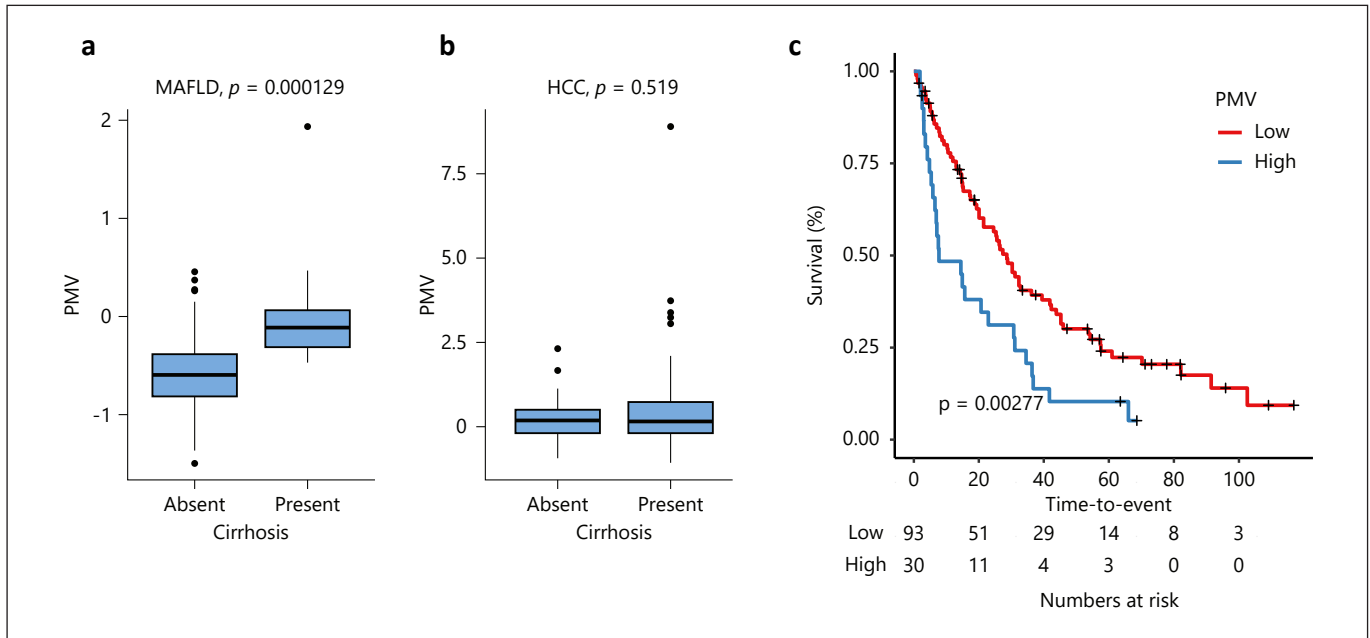 a
MAFLD, p = 0.000129
PMV
2
1
0
-1
Absent Present
Cirrhosis
b
HCC, p = 0.519
PMV
7.5
5.0
2.5
0
Absent Present
Cirrhosis
c
Survival (%)
1.00
0.75
0.50
0.25
0.00
PMV
Low
High
p = 0.00277
0 20 40 60 80 100
Time-to-event
Low 93 51 29 14 8 3
High 30 11 4 3 0 0
Numbers at risk